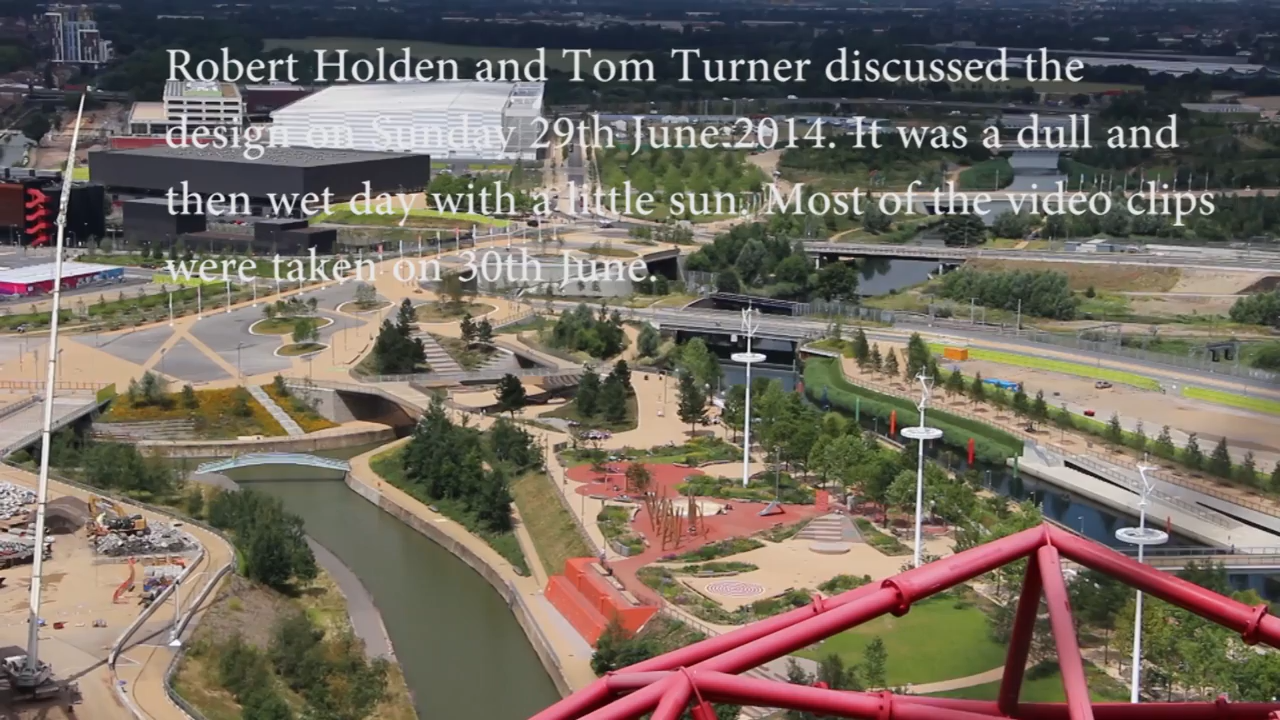 Robert Holden and Tom Turner discussed the
design on Sunday 29th June 2014. It was a dull and
then wet day with a little sun. Most of the video clips
were taken on 30th June.